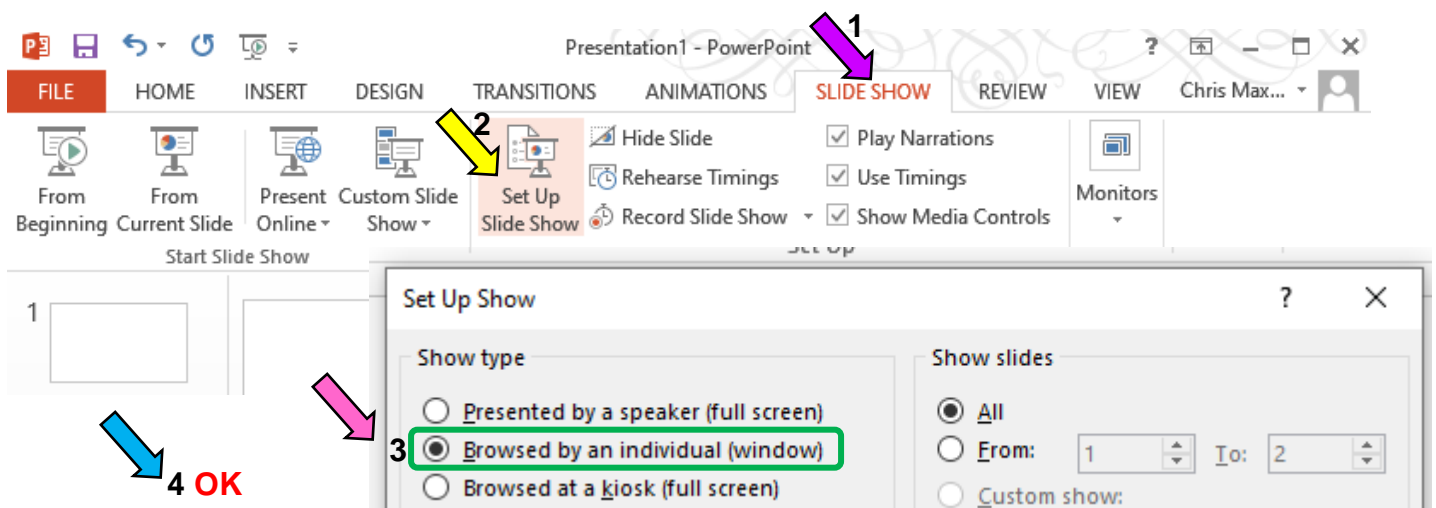 1
Presentation1 - PowerPoint
?
FILE HOME INSERT DESIGN TRANSITIONS ANIMATIONS SLIDE SHOW REVIEW VIEW Chris Max...
2
Hide Slide
Play Narrations
Rehearse Timings
Use Timings
Record Slide Show
Show Media Controls
From
Beginning
From
Current Slide
Present
Online
Custom Slide
Show
Set Up
Slide Show
Monitors
Start Slide Show
Set Up
1
Set Up Show
?
Show type
Show slides
Presented by a speaker (full screen)
All
3
Browsed by an individual (window)
From: 1 To: 2
Browsed at a kiosk (full screen)
Custom show:
4 OK